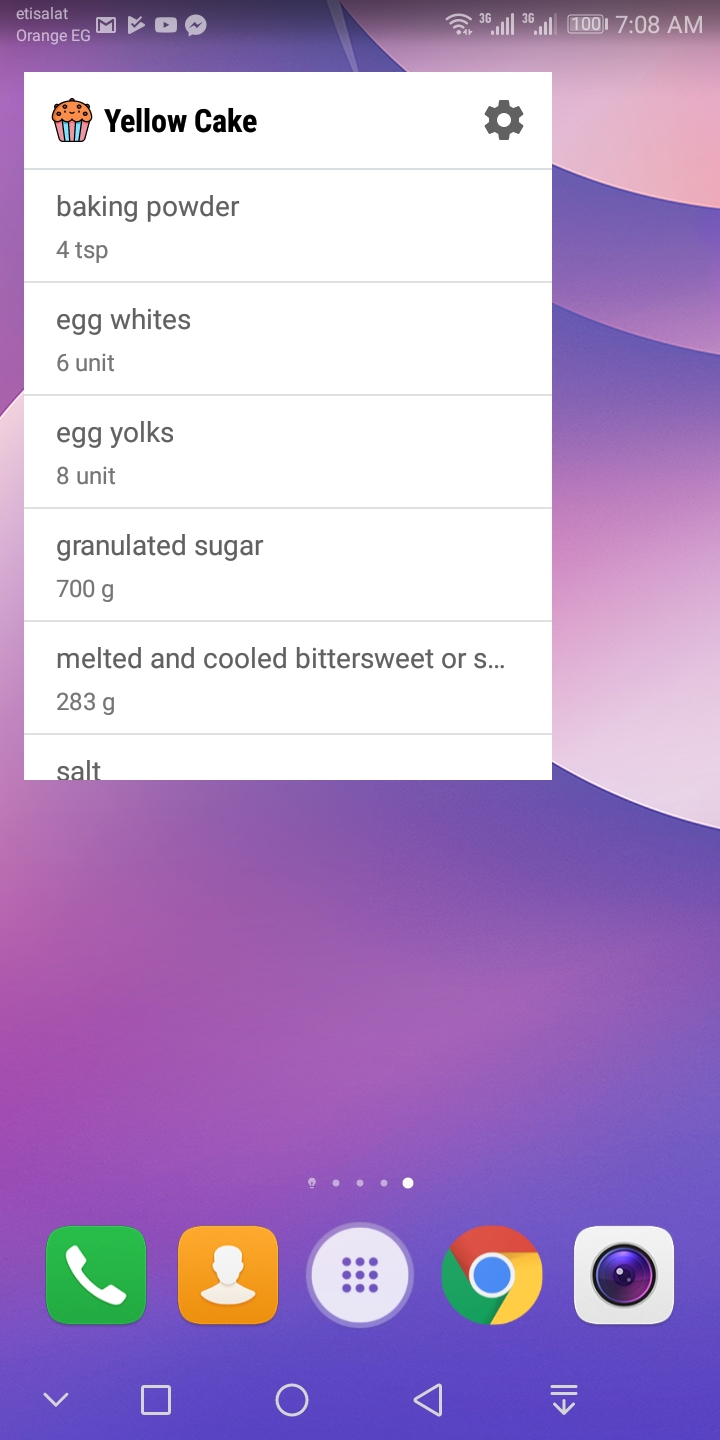 etisalat
Orange EG
3G 3G 100 7:08 AM
Yellow Cake
baking powder
4 tsp
egg whites
6 unit
egg yolks
8 unit
granulated sugar
700 g
melted and cooled bittersweet or s...
283 g
salt